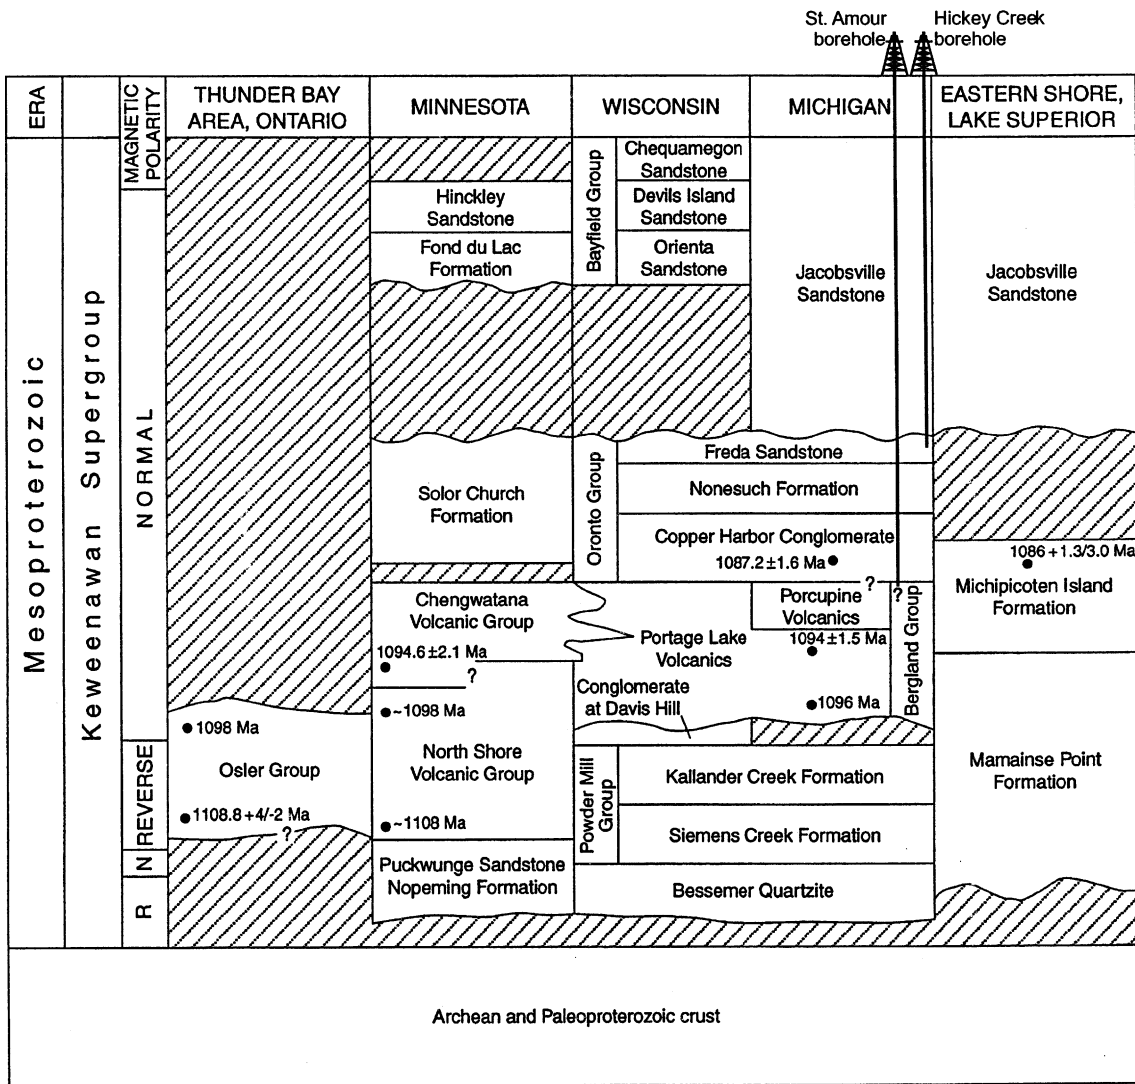 St. Amour
borehole
Hickey Creek
borehole
ERA
MAGNETIC
POLARITY
THUNDER BAY
AREA, ONTARIO
MINNESOTA
WISCONSIN
MICHIGAN
EASTERN SHORE,
LAKE SUPERIOR
Mesoproterozoic
Keweenawan Supergroup
NORMAL
REVERSE
N
R
1098 Ma
Osler Group
1108.8 +4/-2 Ma
?
Hinckley
Sandstone
Fond du Lac
Formation
Solor Church
Formation
Chengwatana
Volcanic Group
1094.6 ±2.1 Ma
?
~1098 Ma
North Shore
Volcanic Group
~1108 Ma
Puckwunge Sandstone
Nopeming Formation
Bayfield Group
Chequamegon
Sandstone
Devils Island
Sandstone
Orienta
Sandstone
Oronto Group
Freda Sandstone
Nonesuch Formation
Copper Harbor Conglomerate
1087.2 ±1.6 Ma
?
?
Porcupine
Volcanics
1094 ±1.5 Ma
Portage Lake
Volcanics
Bergland Group
Conglomerate
at Davis Hill
1096 Ma
Powder Mill
Group
Kallander Creek Formation
Siemens Creek Formation
Bessemer Quartzite
Jacobsville
Sandstone
Jacobsville
Sandstone
1086 + 1.3/3.0 Ma
Michipicoten Island
Formation
Mamainse Point
Formation
Archean and Paleoproterozoic crust